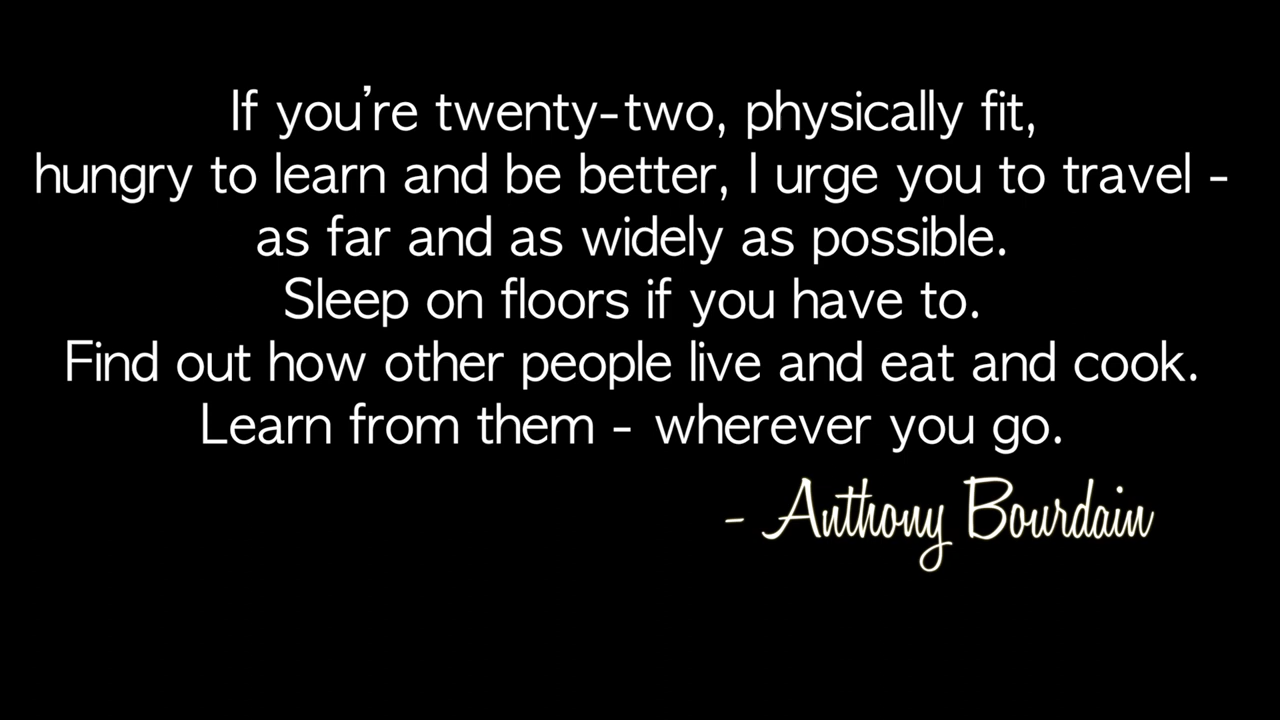 If you’re twenty-two, physically fit,
hungry to learn and be better, I urge you to travel -
as far and as widely as possible.
Sleep on floors if you have to.
Find out how other people live and eat and cook.
Learn from them - wherever you go.
- Anthony Bourdain